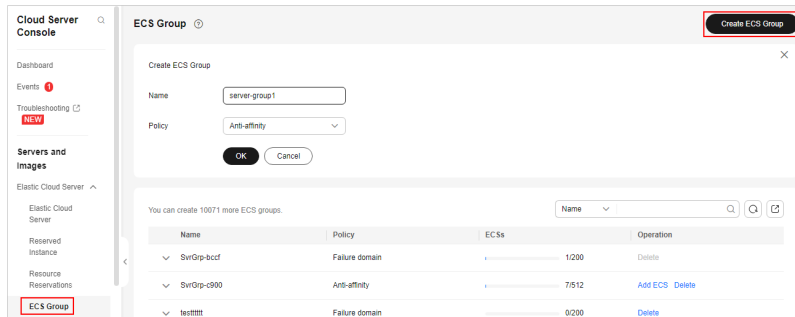 Cloud Server
Console
Dashboard
Events 1
Troubleshooting
NEW
Servers and
Images
Elastic Cloud Server
Elastic Cloud
Server
Reserved
Instance
Resource
Reservations
ECS Group
ECS Group ?
Create ECS Group
Create ECS Group
Name server-group1
Policy Anti-affinity
OK Cancel
You can create 10071 more ECS groups.
Name
Name Policy ECSs Operation
SvrGrp-bccf Failure domain 1/200 Delete
SvrGrp-c900 Anti-affinity 7/512 Add ECS Delete
testttttt Failure domain 0/200 Delete